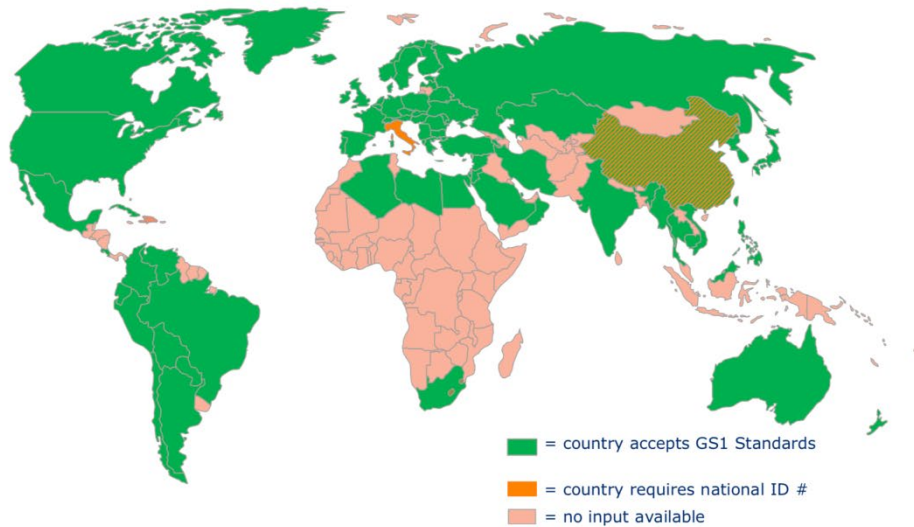 = country accepts GS1 Standards
= country requires national ID #
= no input available